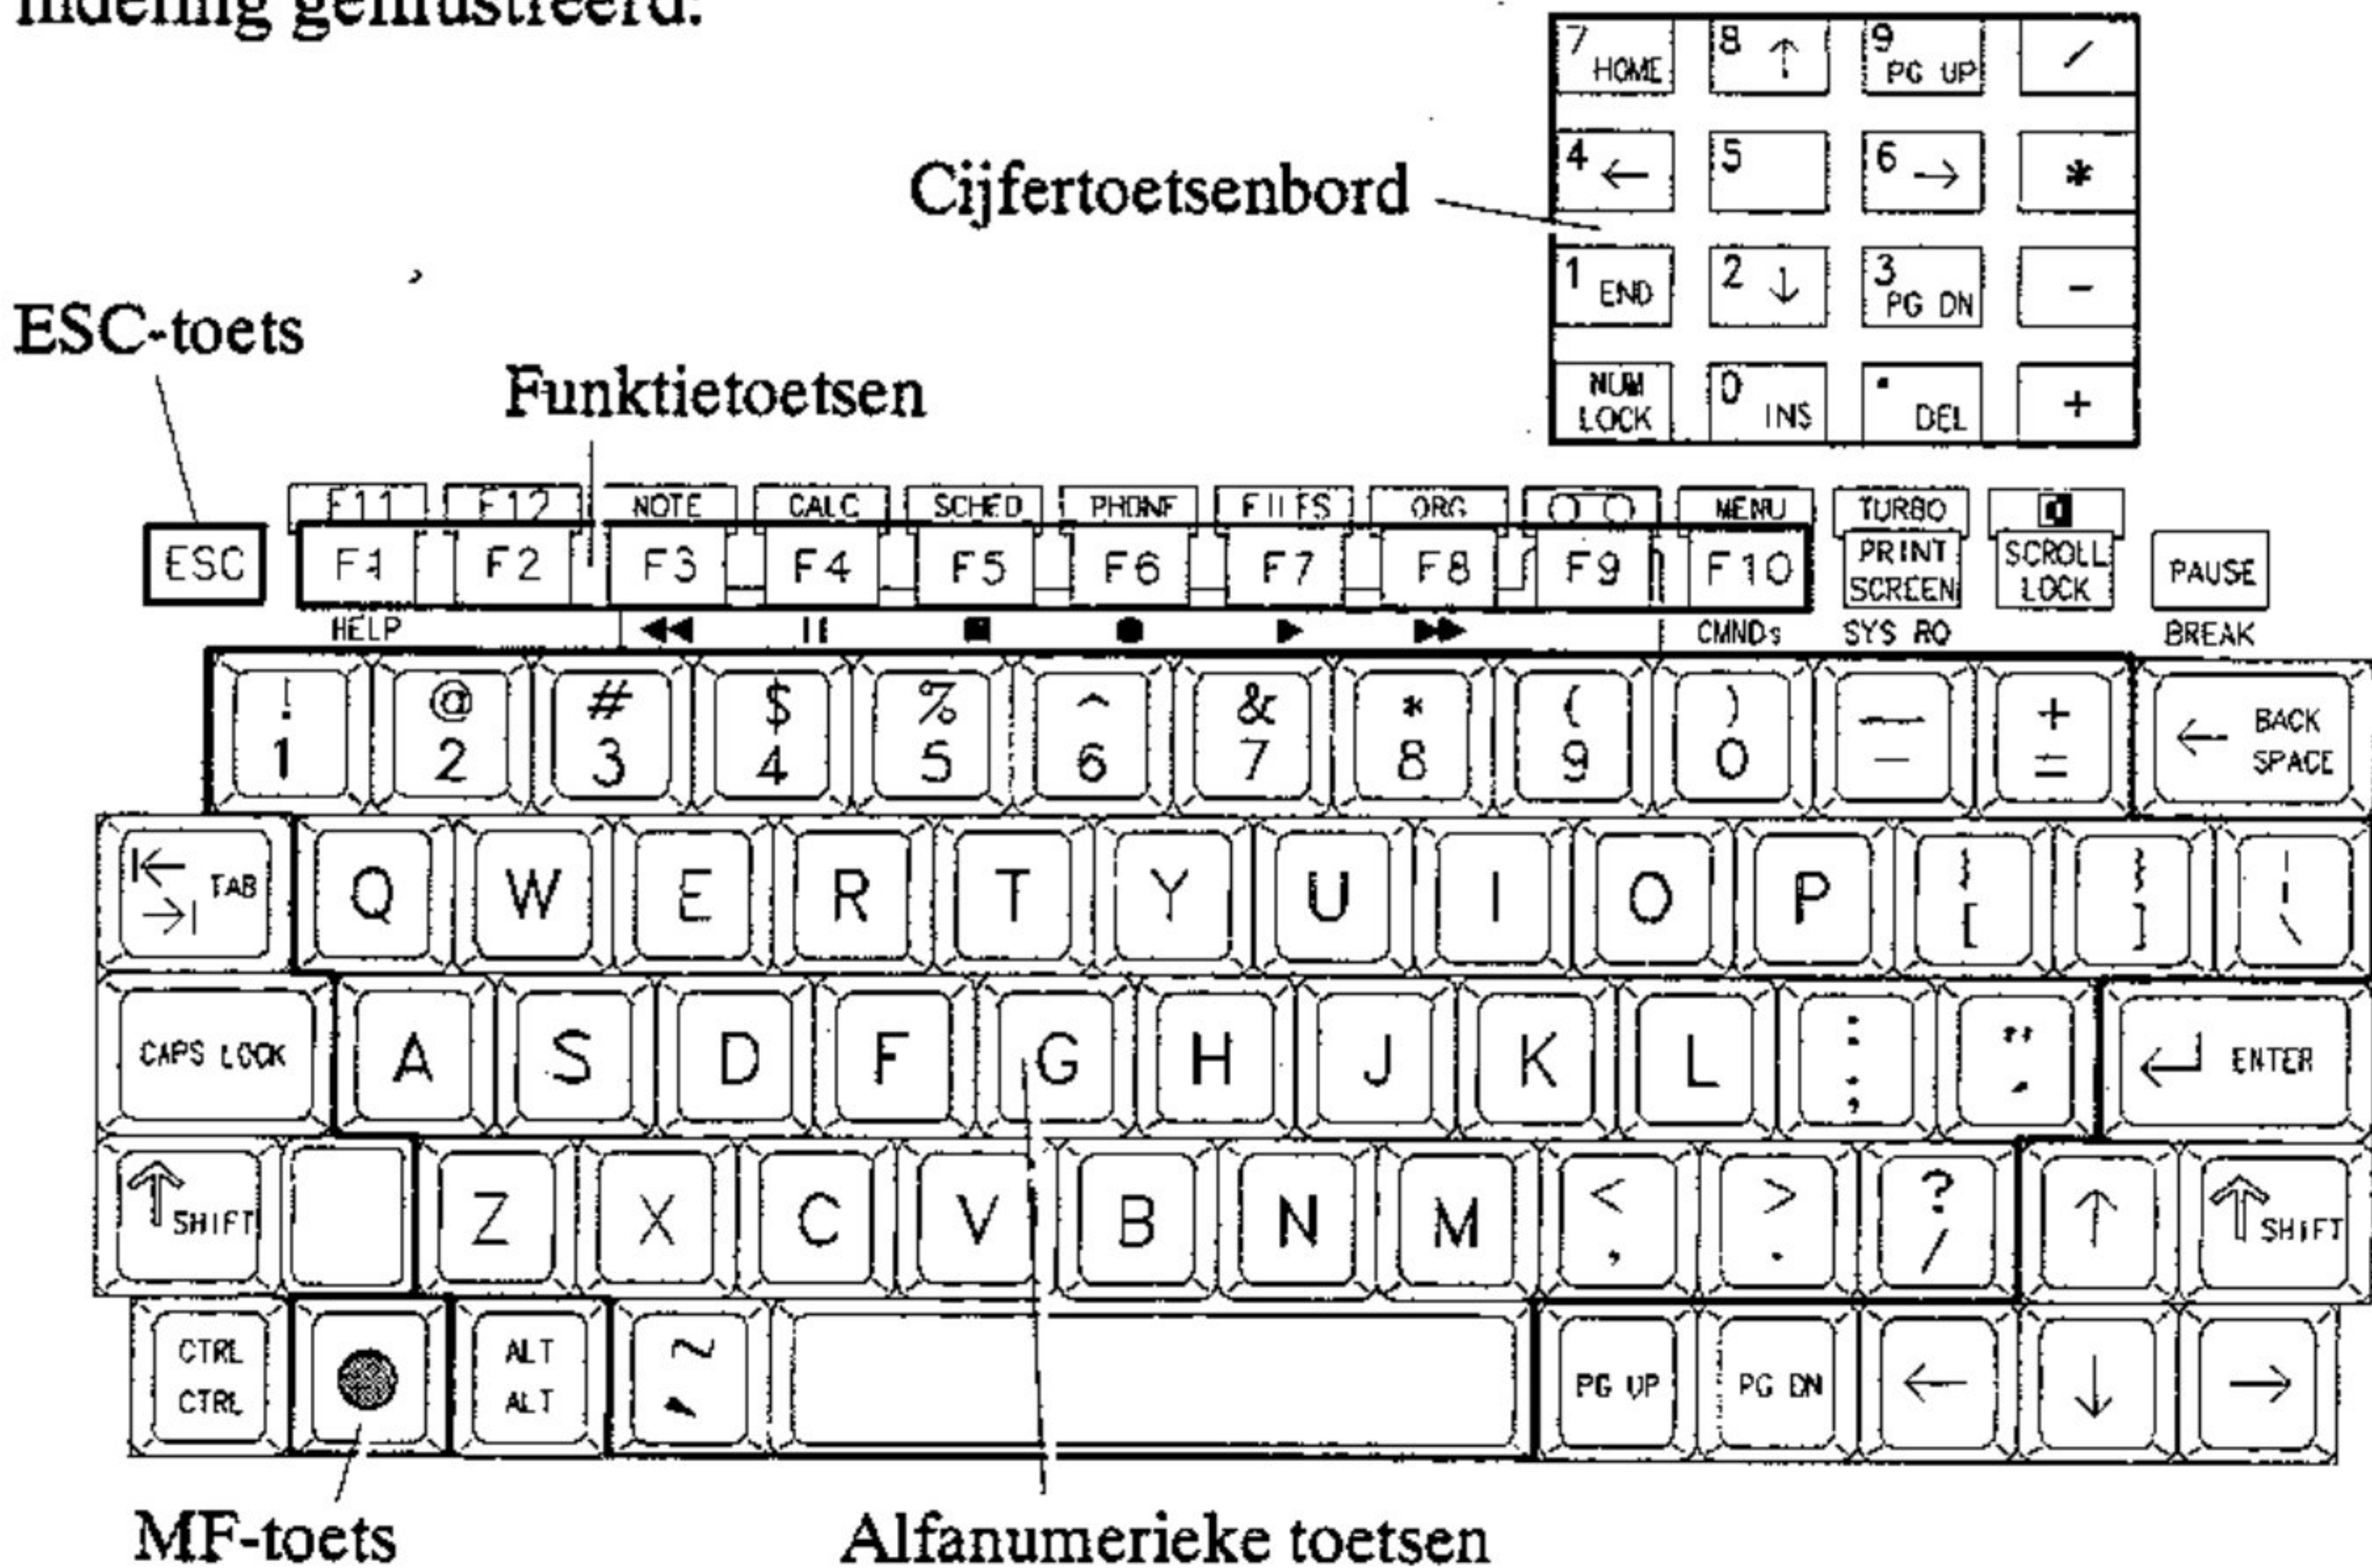 indeling geïllustreerd:
7 HOME 8 ↑ 9 PG UP /
Cijfertoetsenbord
4 ← 5 6 → *
1 END 2 ↓ 3 PG DN -
ESC-toets
Funktietoetsen
NUM LOCK 0 INS . DEL +
F11 F12 NOTE CALC SCHED PHONE FILES ORG MENU TURBO
ESC F1 F2 F3 F4 F5 F6 F7 F8 F9 F10 PRINT SCREEN SCROLL LOCK PAUSE
HELP CMNDs SYS RQ BREAK
! @ # $ % ^ & * ( ) — +
1 2 3 4 5 6 7 8 9 0 - = ← BACK SPACE
TAB Q W E R T Y U I O P { [ } ] | \
CAPS LOCK A S D F G H J K L : ; " ' ENTER
SHIFT Z X C V B N M < , > . ? / ↑ SHIFT
CTRL CTRL ALT ALT ~ PG UP PG DN ← ↓ →
MF-toets
Alfanumerieke toetsen